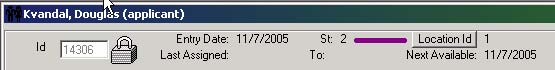 Kvandal, Douglas (applicant)
Entry Date: 11/7/2005 St: 2 Location Id 1
Id 14306
Last Assigned: To: Next Available: 11/7/2005